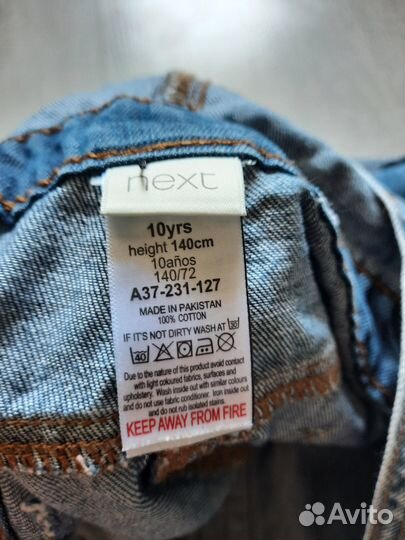 next
10yrs
height 140cm
10años
140/72
A37-231-127
MADE IN PAKISTAN
100% COTTON
IF IT'S NOT DIRTY WASH AT 30
40
Due to the nature of this product avoid contact
with light coloured fabrics, surfaces and
upholstery. Wash inside out with similar colours
and do not use fabric conditioner. Iron inside out
and do not rub isolated stains.
KEEP AWAY FROM FIRE
Avito